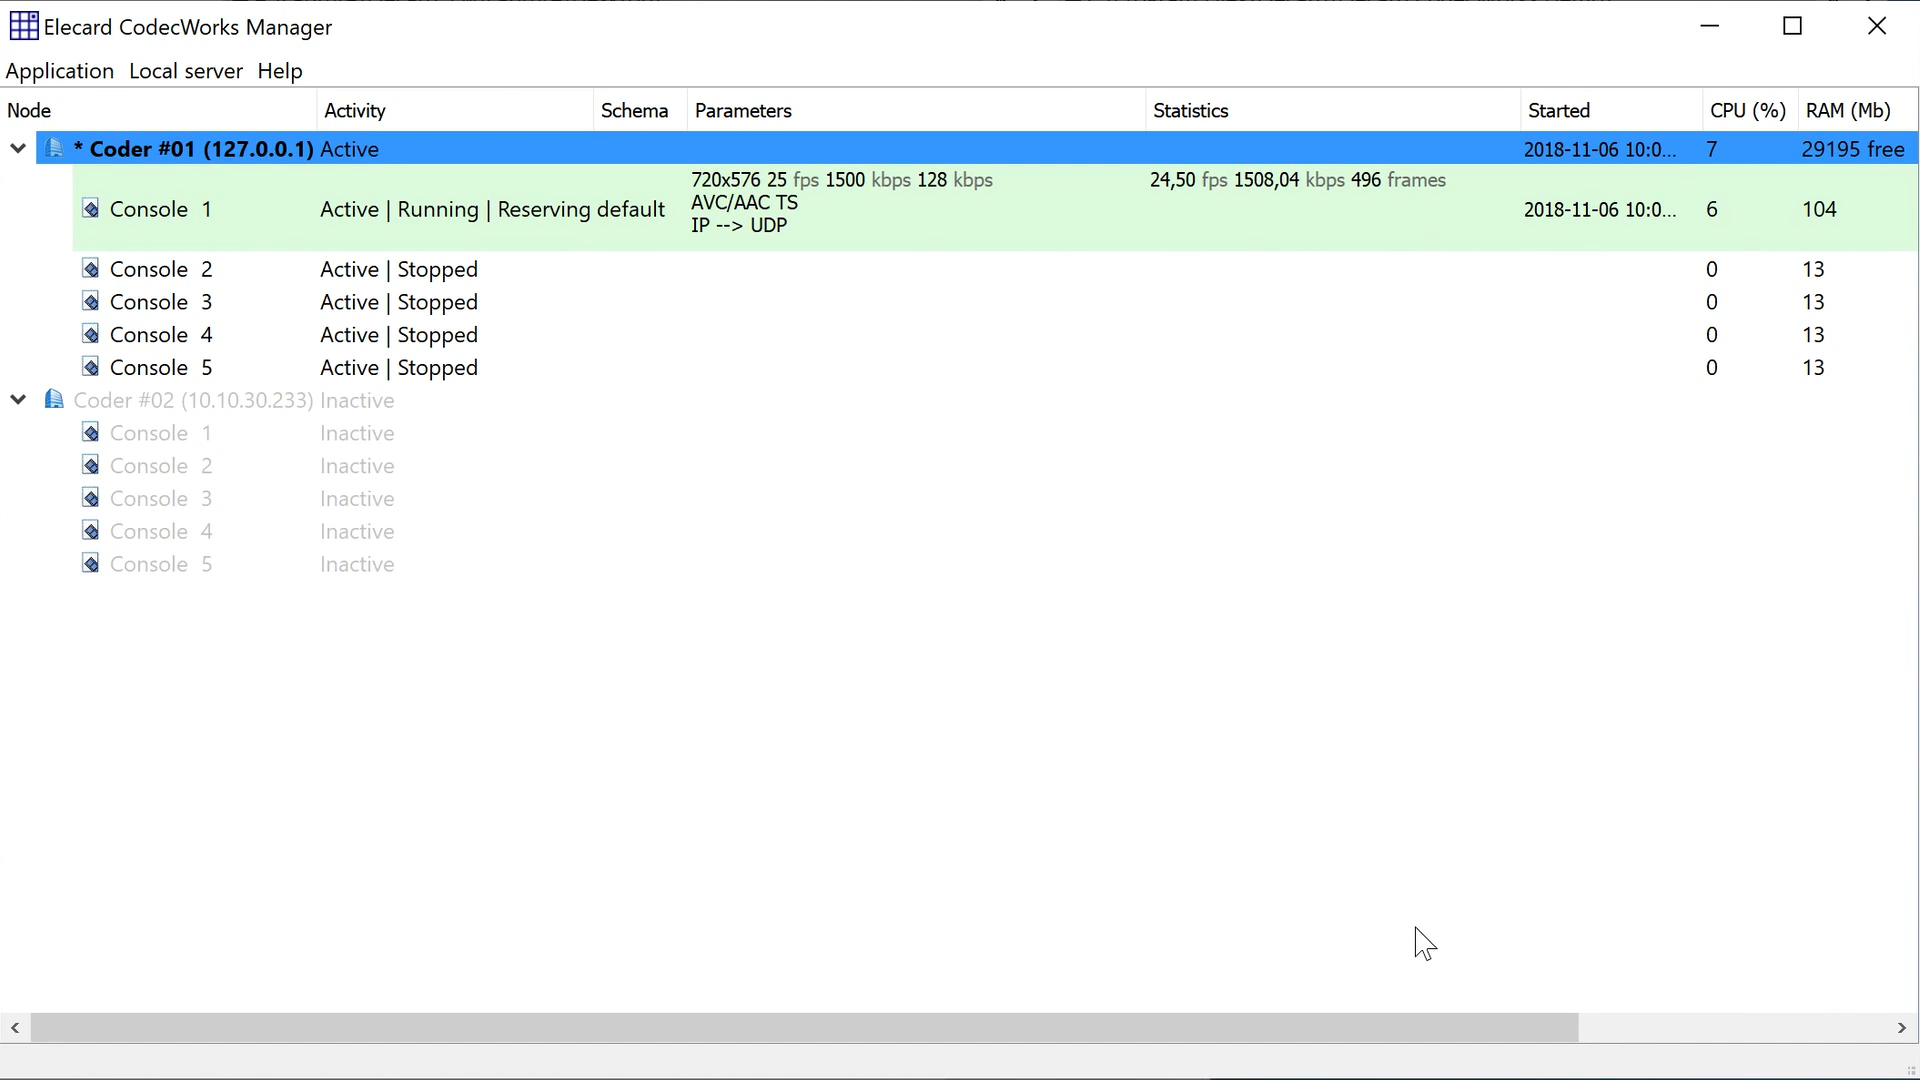 Elecard CodecWorks Manager
Application Local server Help
Node Activity Schema Parameters Statistics Started CPU (%) RAM (Mb)
* Coder #01 (127.0.0.1) Active 2018-11-06 10:0... 7 29195 free
720x576 25 fps 1500 kbps 128 kbps 24,50 fps 1508,04 kbps 496 frames
Console 1 Active | Running | Reserving default AVC/AAC TS 2018-11-06 10:0... 6 104
IP --> UDP
Console 2 Active | Stopped 0 13
Console 3 Active | Stopped 0 13
Console 4 Active | Stopped 0 13
Console 5 Active | Stopped 0 13
Coder #02 (10.10.30.233) Inactive
Console 1 Inactive
Console 2 Inactive
Console 3 Inactive
Console 4 Inactive
Console 5 Inactive